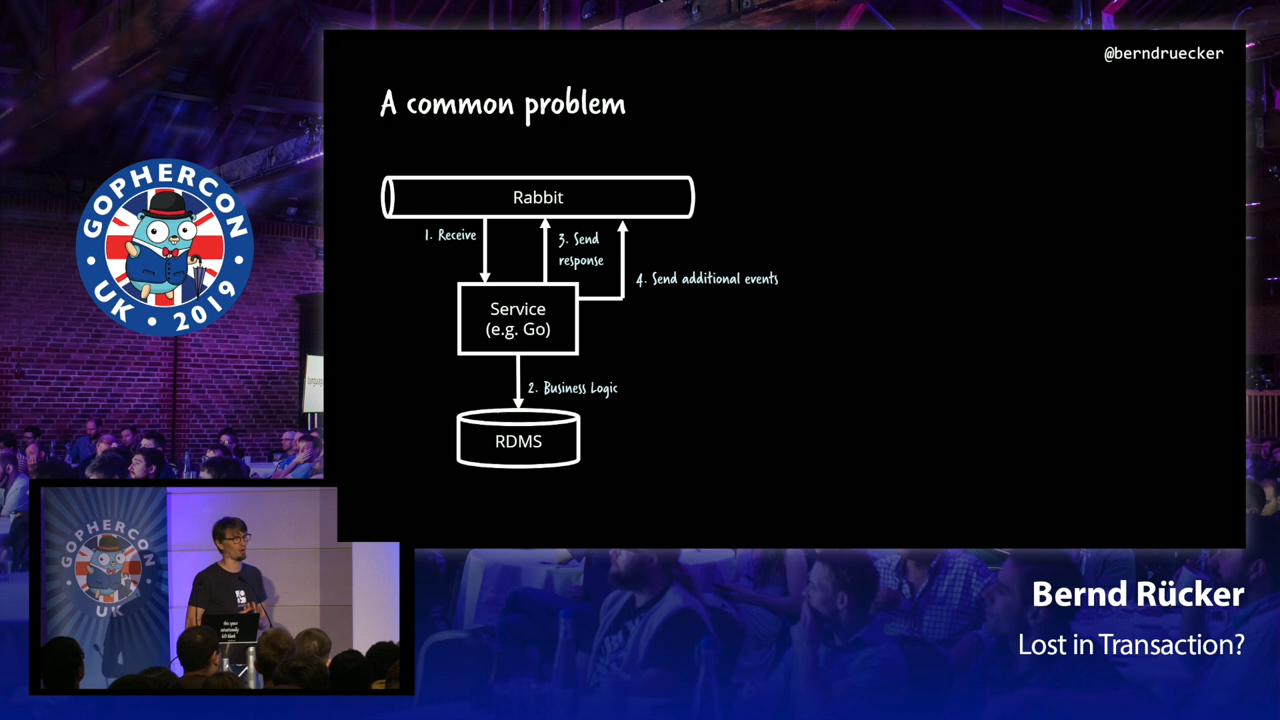 @berndruecker
A common problem
Rabbit
1. Receive
3. Send
response
4. Send additional events
Service
(e.g. Go)
2. Business Logic
RDMS
GOPHERCON
UK • 2019
GOPHERCON
UK
Bernd Rücker
Lost in Transaction?